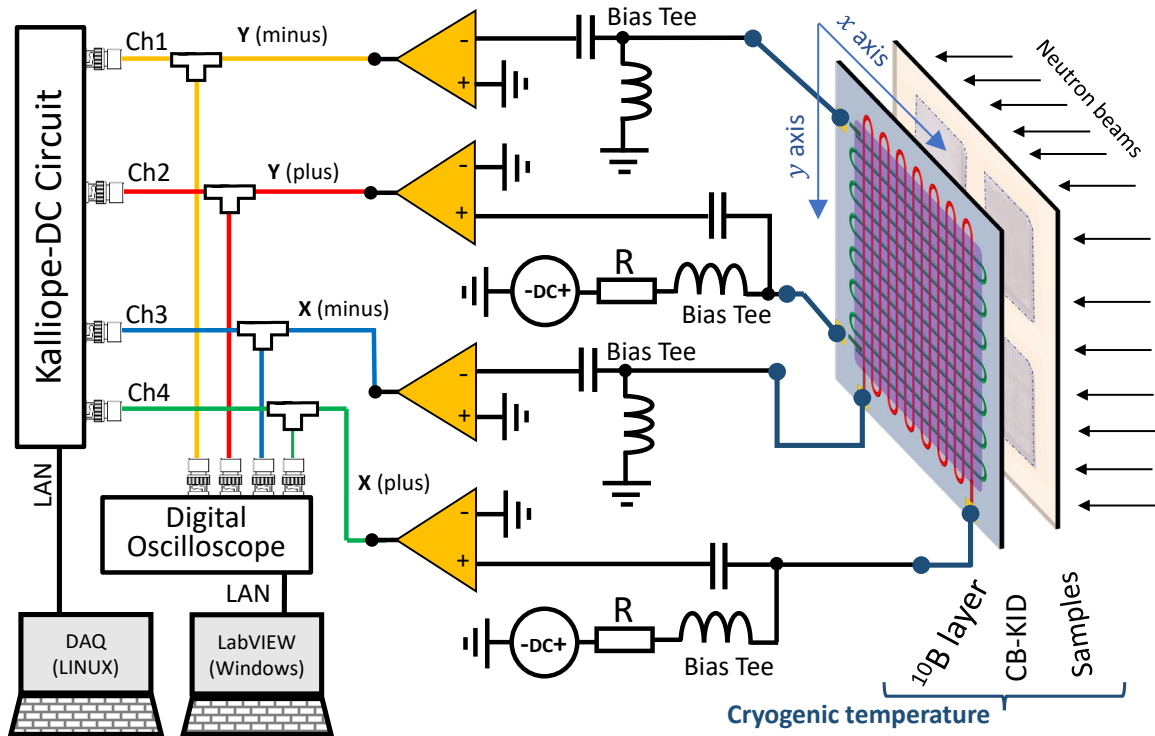 Kalliope-DC Circuit
Ch1
Y (minus)
Bias Tee
-
+
x axis
y axis
Neutron beams
Ch2
Y (plus)
-
+
-DC+
R
Bias Tee
Ch3
X (minus)
Bias Tee
-
+
Ch4
X (plus)
-
+
-DC+
R
Bias Tee
LAN
Digital
Oscilloscope
LAN
DAQ
(LINUX)
LabVIEW
(Windows)
¹⁰B layer
CB-KID
Samples
Cryogenic temperature